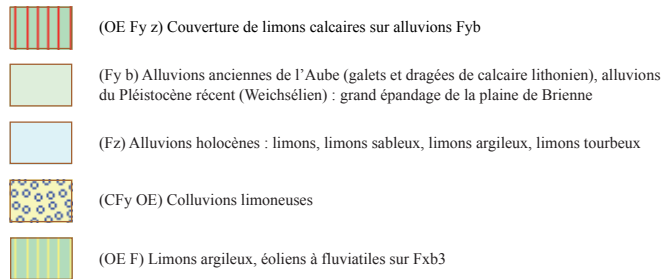 (OE Fy z) Couverture de limons calcaires sur alluvions Fyb
(Fy b) Alluvions anciennes de l’Aube (galets et dragées de calcaire lithonien), alluvions
du Pléistocène récent (Weichsélien) : grand épandage de la plaine de Brienne
(Fz) Alluvions holocènes : limons, limons sableux, limons argileux, limons tourbeux
(CFy OE) Colluvions limoneuses
(OE F) Limons argileux, éoliens à fluviatiles sur Fxb3